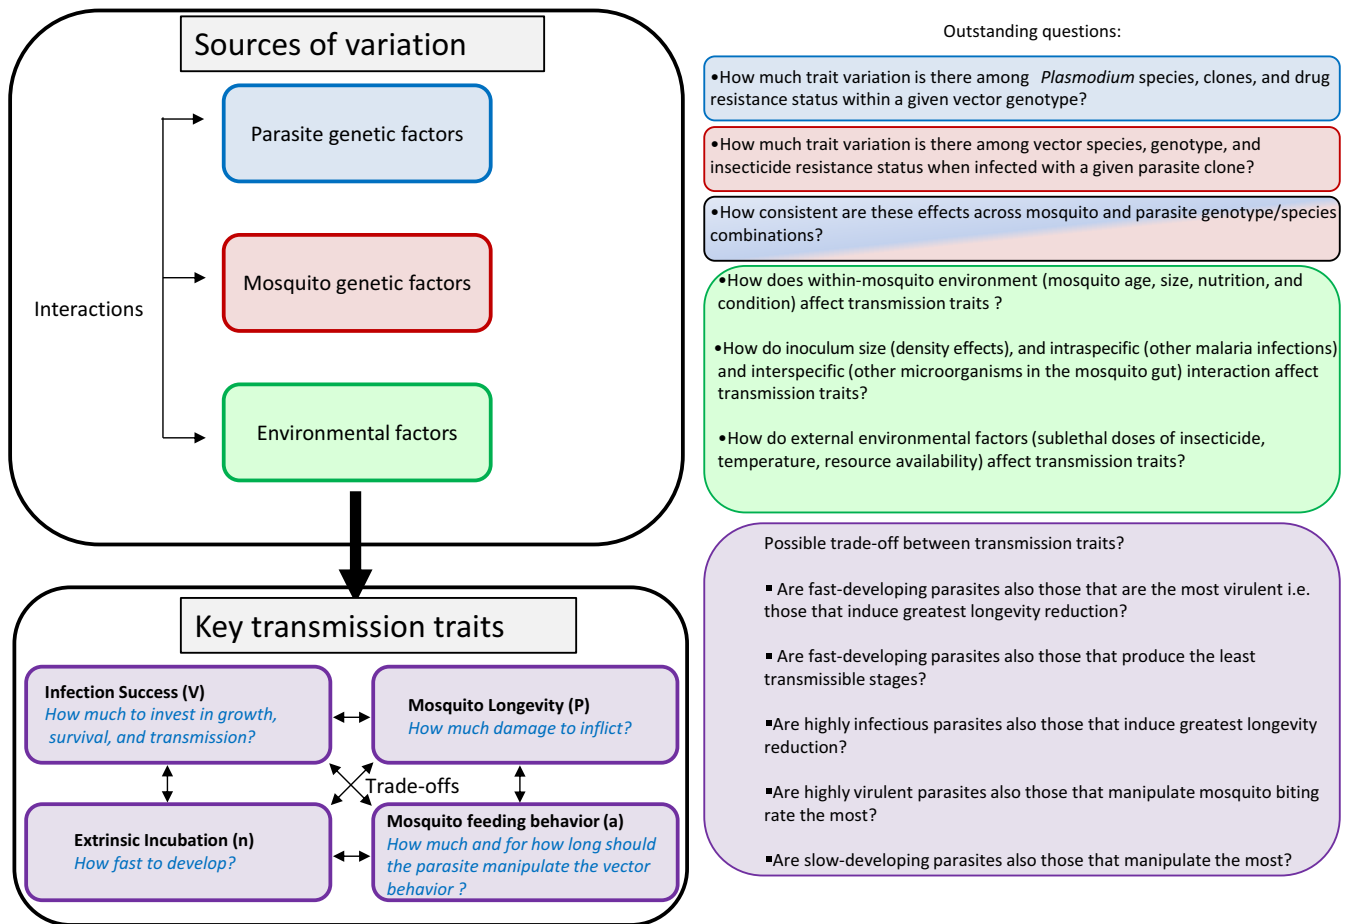 Sources of variation
Parasite genetic factors
Mosquito genetic factors
Interactions
Environmental factors
Key transmission traits
Infection Success (V)
How much to invest in growth,
survival, and transmission?
Mosquito Longevity (P)
How much damage to inflict?
Trade-offs
Extrinsic Incubation (n)
How fast to develop?
Mosquito feeding behavior (a)
How much and for how long should
the parasite manipulate the vector
behavior ?
Outstanding questions:
•How much trait variation is there among Plasmodium species, clones, and drug
resistance status within a given vector genotype?
•How much trait variation is there among vector species, genotype, and
insecticide resistance status when infected with a given parasite clone?
•How consistent are these effects across mosquito and parasite genotype/species
combinations?
•How does within-mosquito environment (mosquito age, size, nutrition, and
condition) affect transmission traits ?
•How do inoculum size (density effects), and intraspecific (other malaria infections)
and interspecific (other microorganisms in the mosquito gut) interaction affect
transmission traits?
•How do external environmental factors (sublethal doses of insecticide,
temperature, resource availability) affect transmission traits?
Possible trade-off between transmission traits?
▪ Are fast-developing parasites also those that are the most virulent i.e.
those that induce greatest longevity reduction?
▪ Are fast-developing parasites also those that produce the least
transmissible stages?
▪Are highly infectious parasites also those that induce greatest longevity
reduction?
▪Are highly virulent parasites also those that manipulate mosquito biting
rate the most?
▪Are slow-developing parasites also those that manipulate the most?